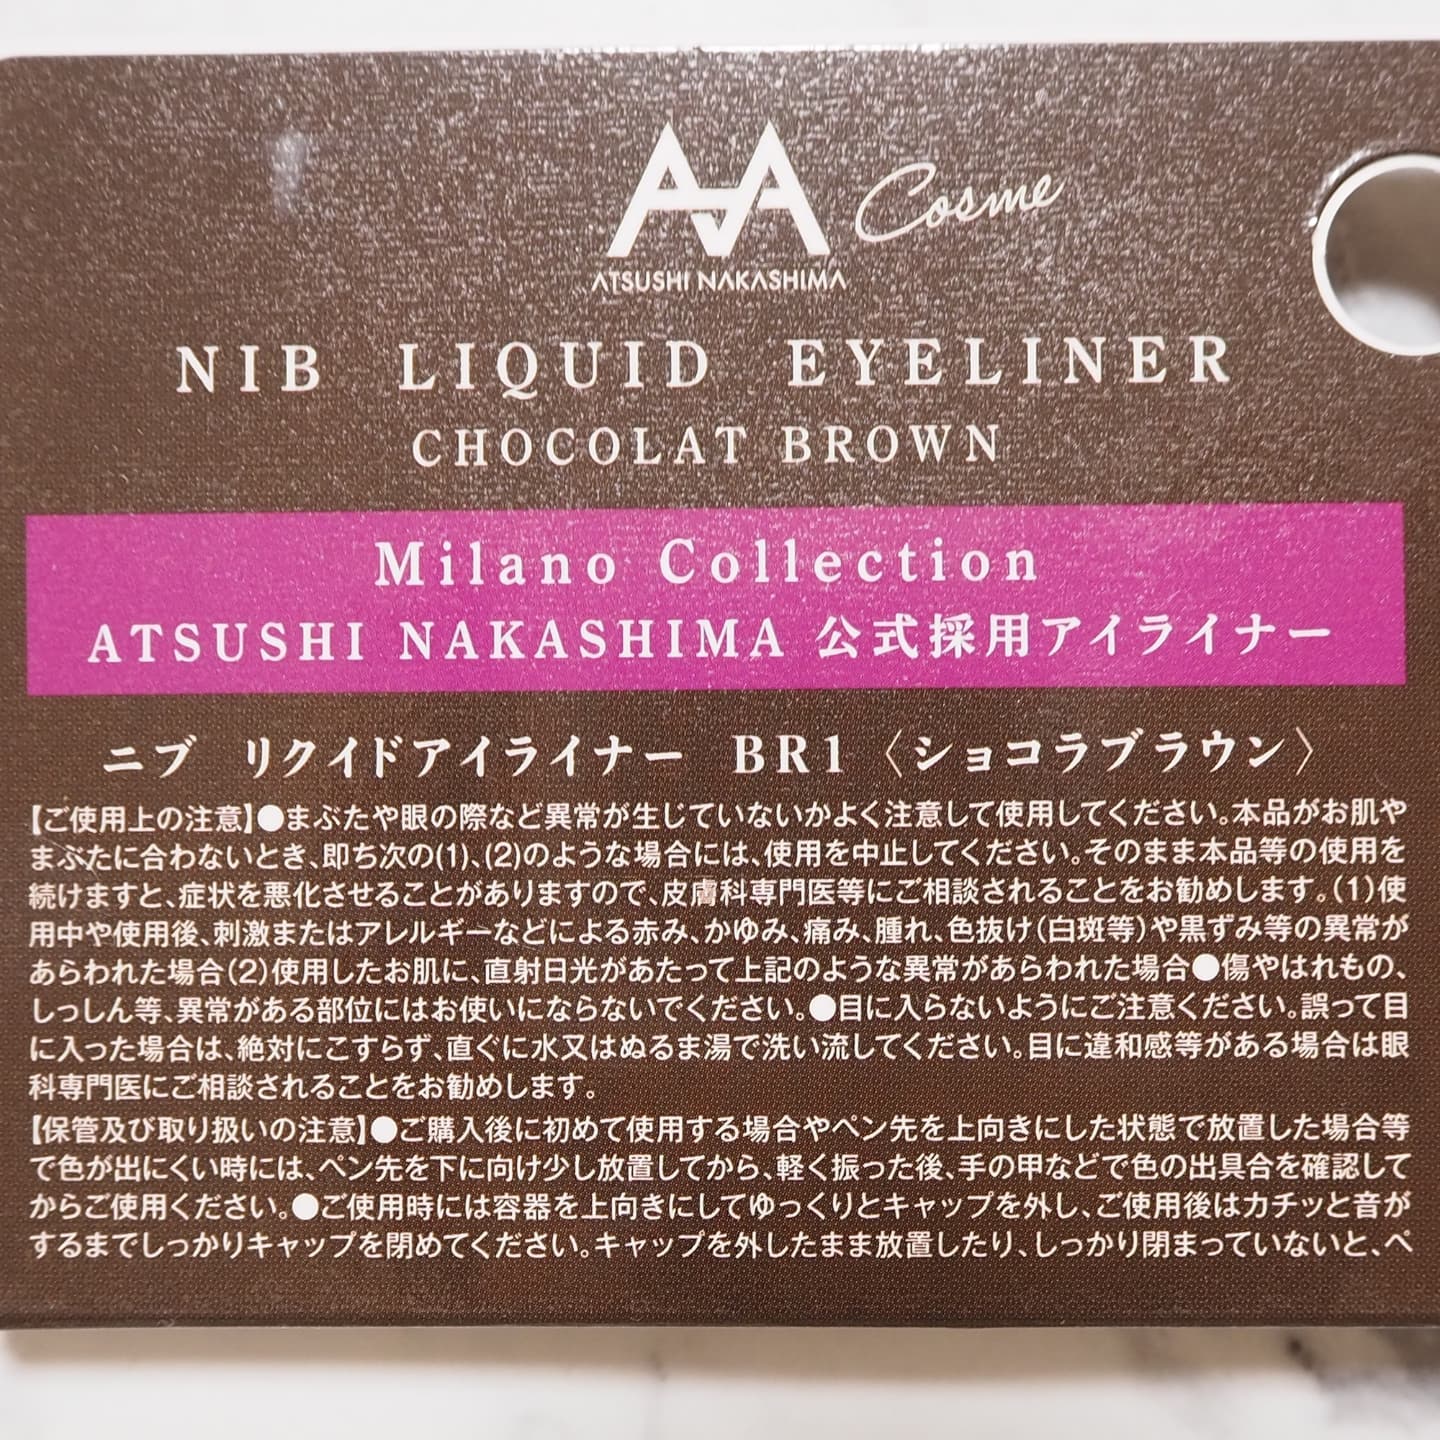 Cosme
ATSUSHI NAKASHIMA
NIB LIQUID EYELINER
CHOCOLAT BROWN
Milano Collection
ATSUSHI NAKASHIMA 公式採用アイライナー
ニブ リクイドアイライナー BR1〈ショコラブラウン〉
【ご使用上の注意】●まぶたや眼の際など異常が生じていないかよく注意して使用してください。本品がお肌や
まぶたに合わないとき、即ち次の(1)、(2)のような場合には、使用を中止してください。そのまま本品等の使用を
続けますと、症状を悪化させることがありますので、皮膚科専門医等にご相談されることをお勧めします。(1)使
用中や使用後、刺激またはアレルギーなどによる赤み、かゆみ、痛み、腫れ、色抜け(白斑等)や黒ずみ等の異常が
あらわれた場合(2)使用したお肌に、直射日光があたって上記のような異常があらわれた場合●傷やはれもの、
しっしん等、異常がある部位にはお使いにならないでください。●目に入らないようにご注意ください。誤って目
に入った場合は、絶対にこすらず、直ぐに水又はぬるま湯で洗い流してください。目に違和感等がある場合は眼
科専門医にご相談されることをお勧めします。
【保管及び取り扱いの注意】●ご購入後に初めて使用する場合やペン先を上向きにした状態で放置した場合等
で色が出にくい時には、ペン先を下に向け少し放置してから、軽く振った後、手の甲などで色の出具合を確認して
からご使用ください。●ご使用時には容器を上向きにしてゆっくりとキャップを外し、ご使用後はカチッと音が
するまでしっかりキャップを閉めてください。キャップを外したまま放置したり、しっかり閉まっていないと、ペ